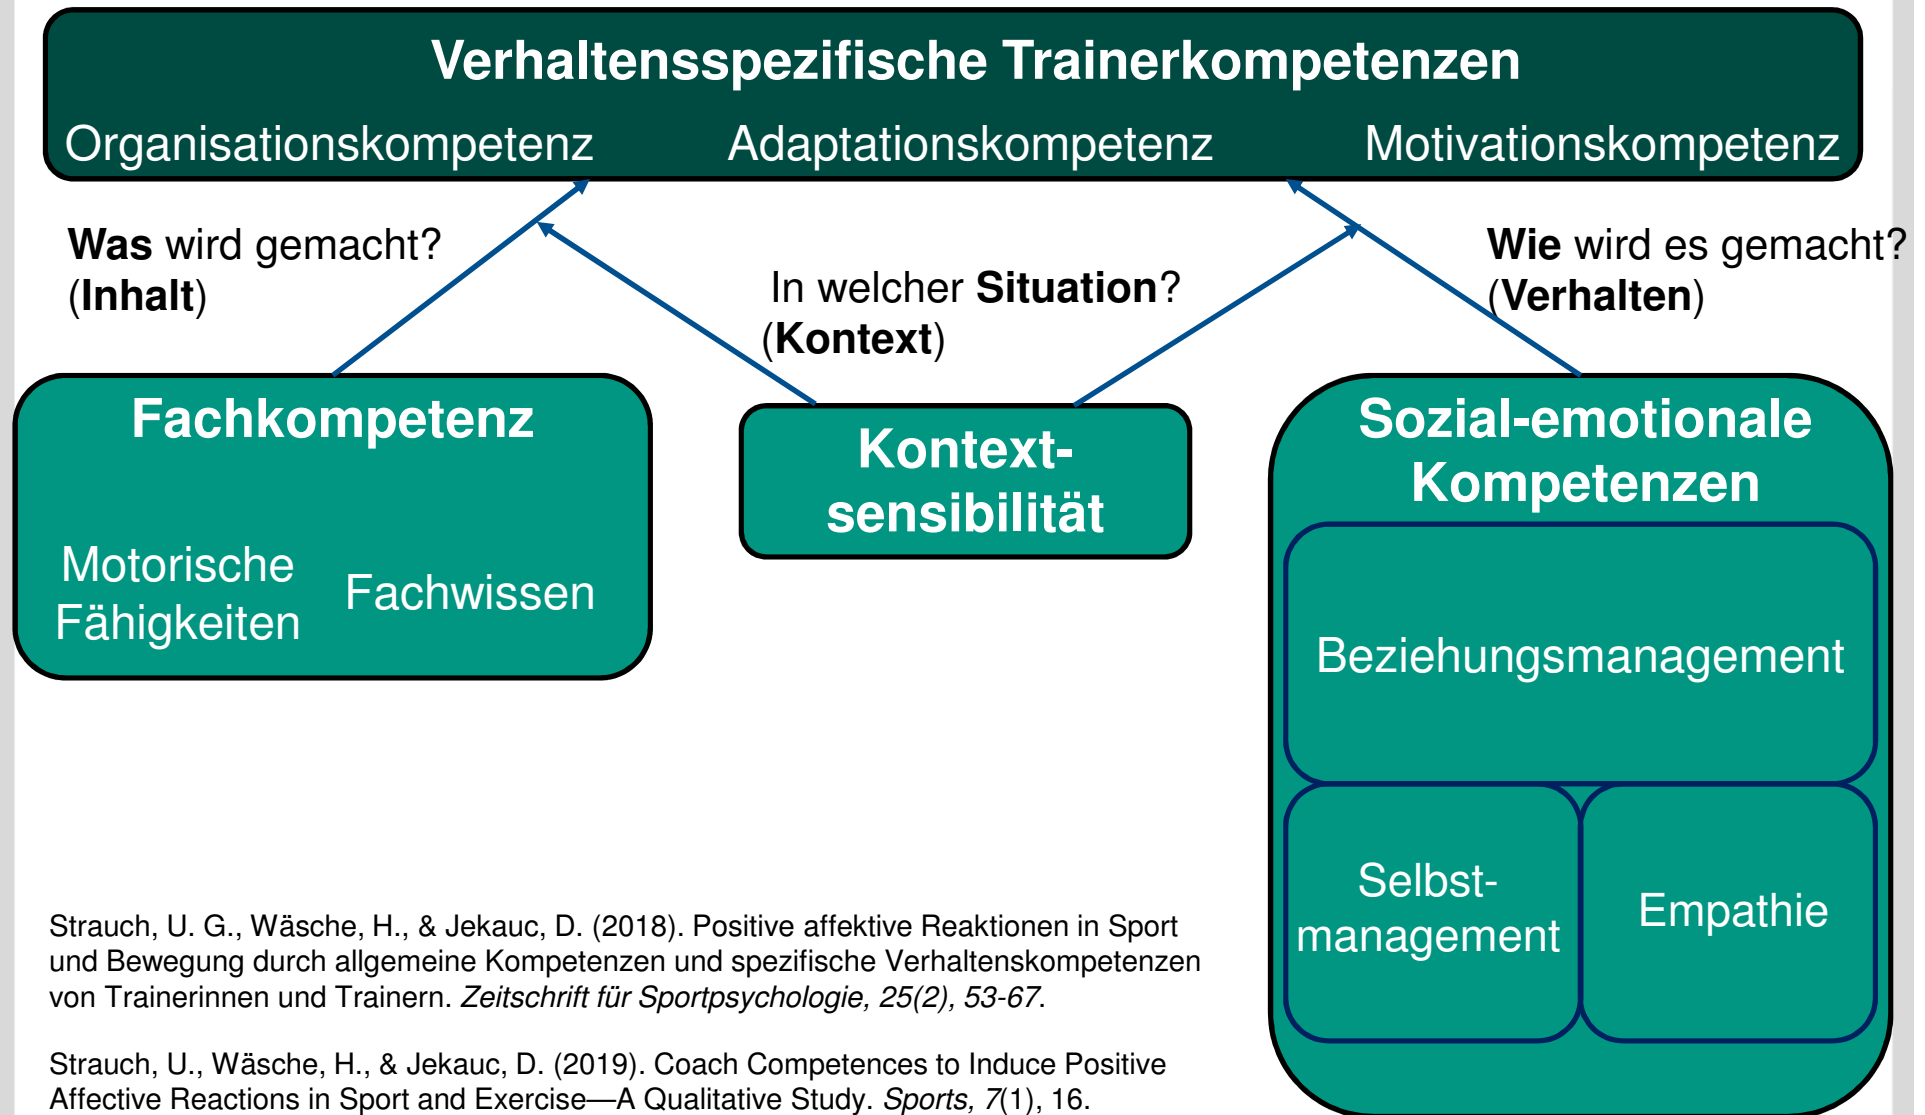 Verhaltensspezifische Trainerkompetenzen
Organisationskompetenz Adaptationskompetenz Motivationskompetenz
Was wird gemacht?
(Inhalt)
In welcher Situation?
(Kontext)
Wie wird es gemacht?
(Verhalten)
Fachkompetenz
Motorische
Fähigkeiten
Fachwissen
Kontext-
sensibilität
Sozial-emotionale
Kompetenzen
Beziehungsmanagement
Selbst-
management
Empathie
Strauch, U. G., Wäsche, H., & Jekauc, D. (2018). Positive affektive Reaktionen in Sport
und Bewegung durch allgemeine Kompetenzen und spezifische Verhaltenskompetenzen
von Trainerinnen und Trainern. Zeitschrift für Sportpsychologie, 25(2), 53-67.
Strauch, U., Wäsche, H., & Jekauc, D. (2019). Coach Competences to Induce Positive
Affective Reactions in Sport and Exercise—A Qualitative Study. Sports, 7(1), 16.